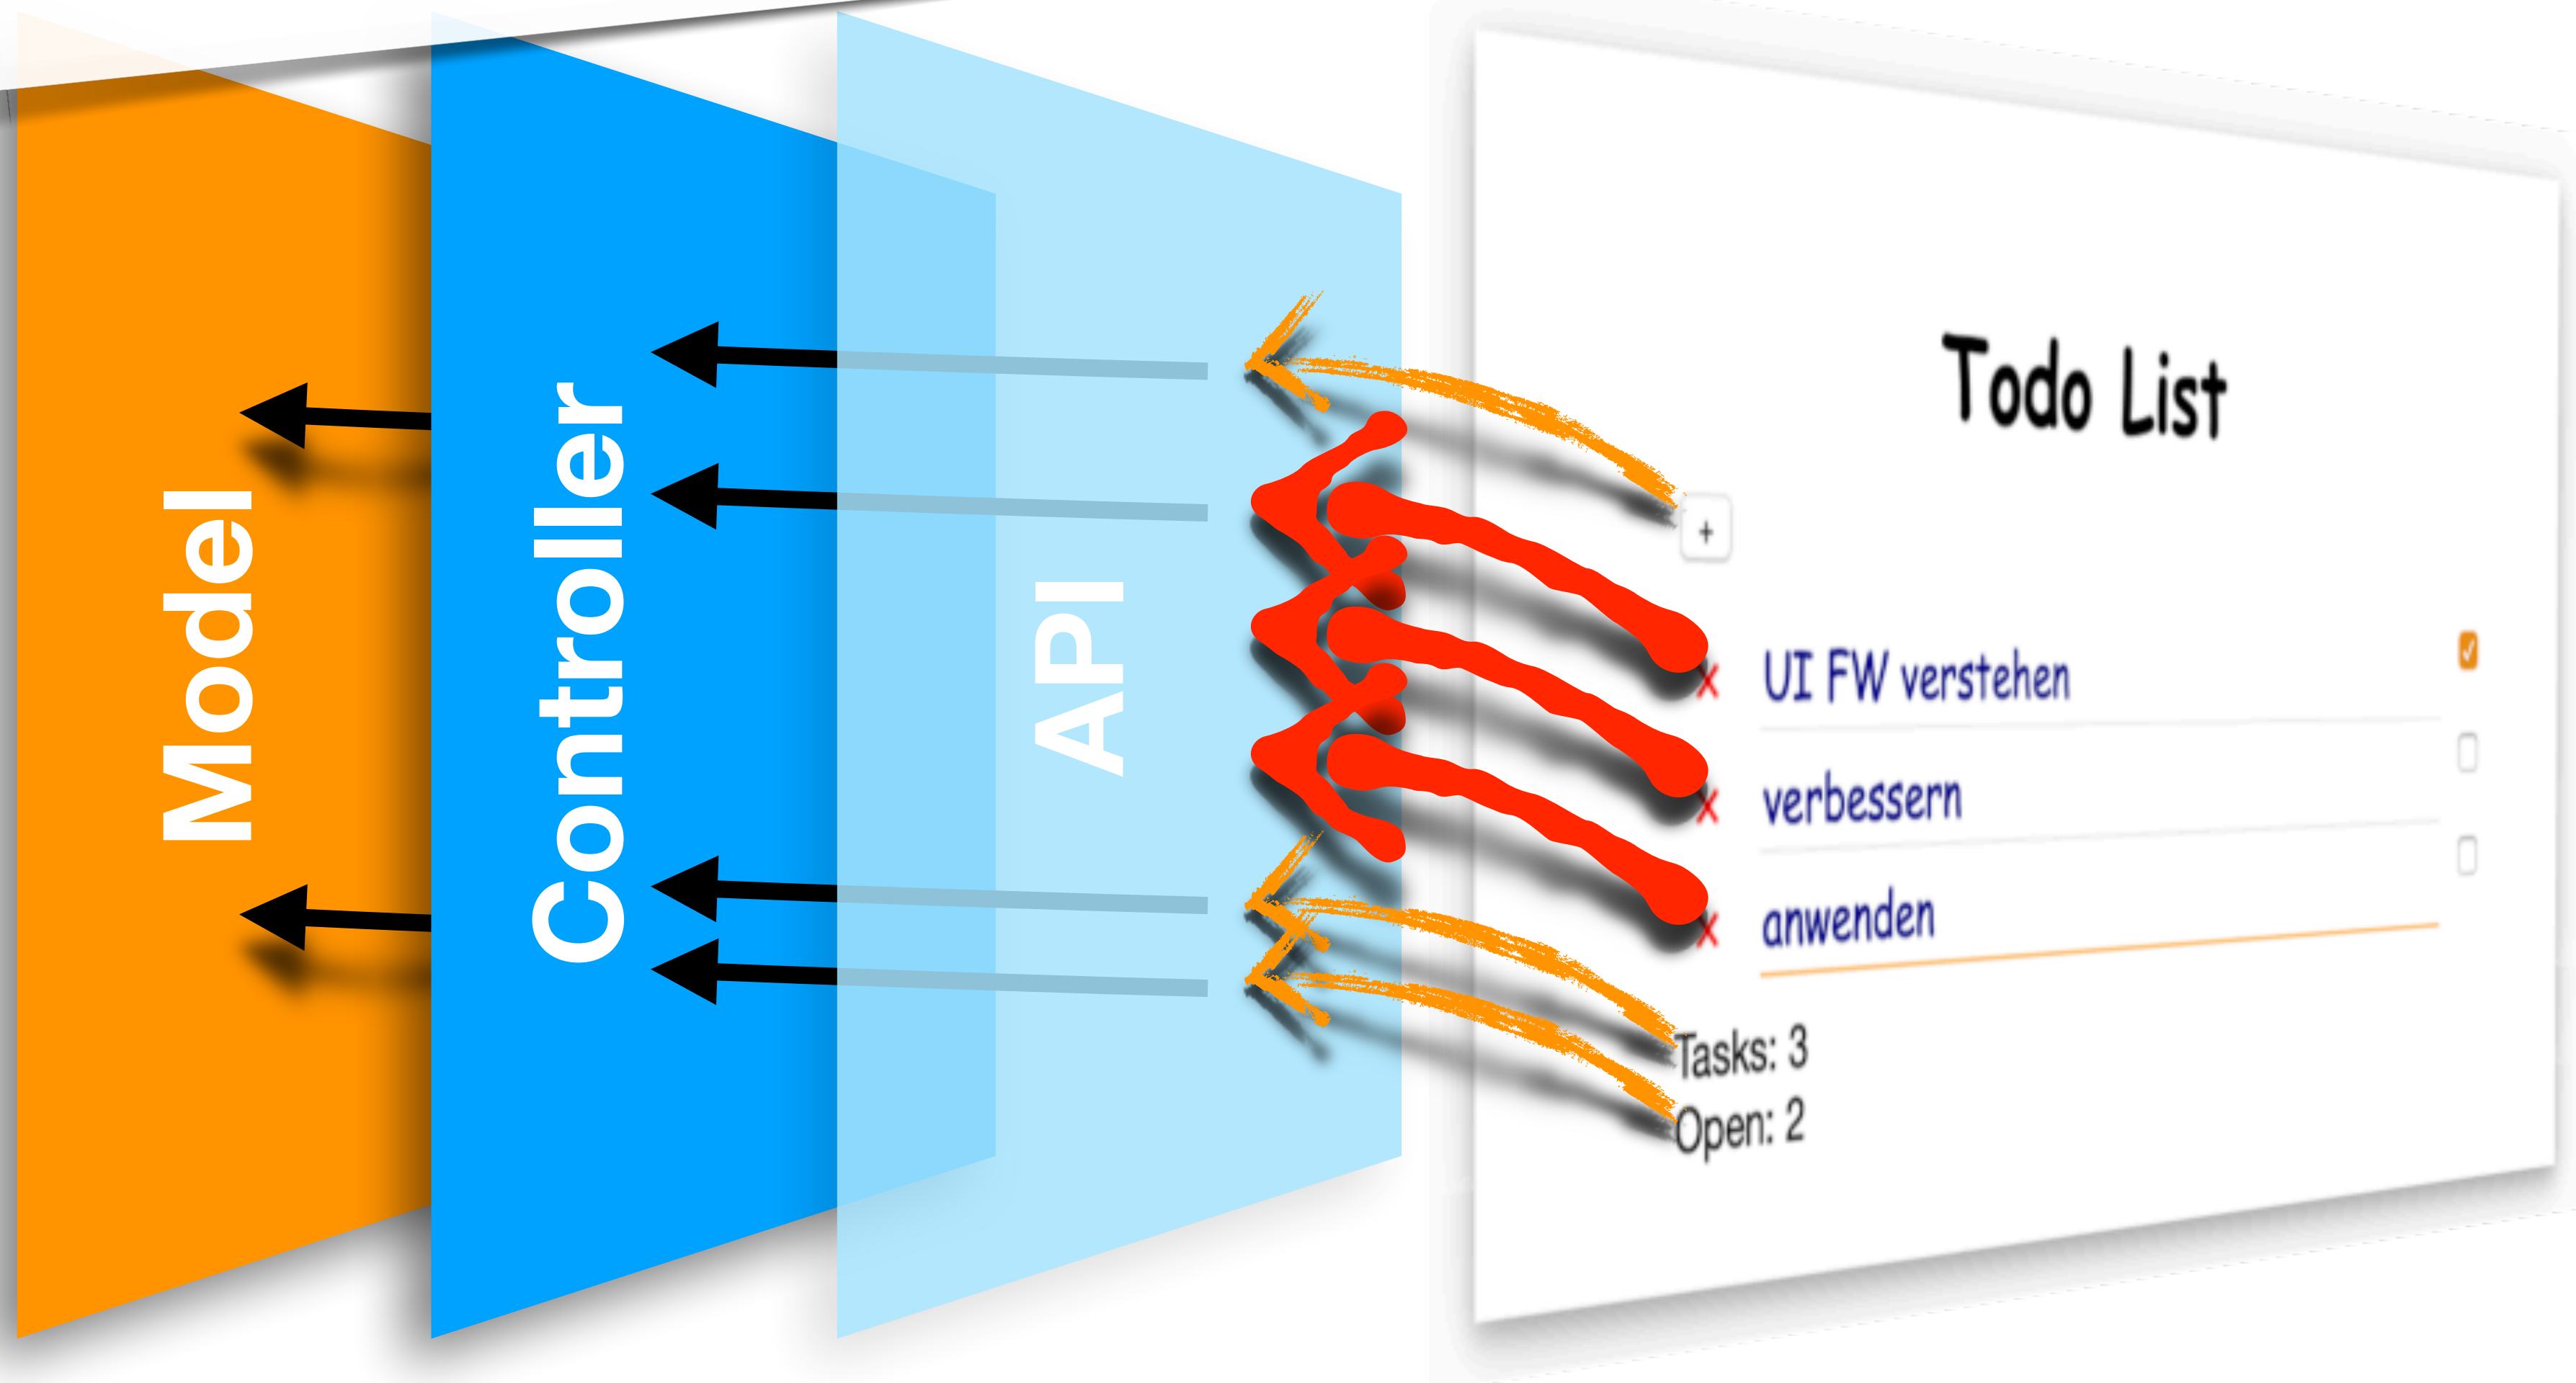 Model
Controller
API
Todo List
+
x UI FW verstehen
x verbessern
x anwenden
Tasks: 3
Open: 2